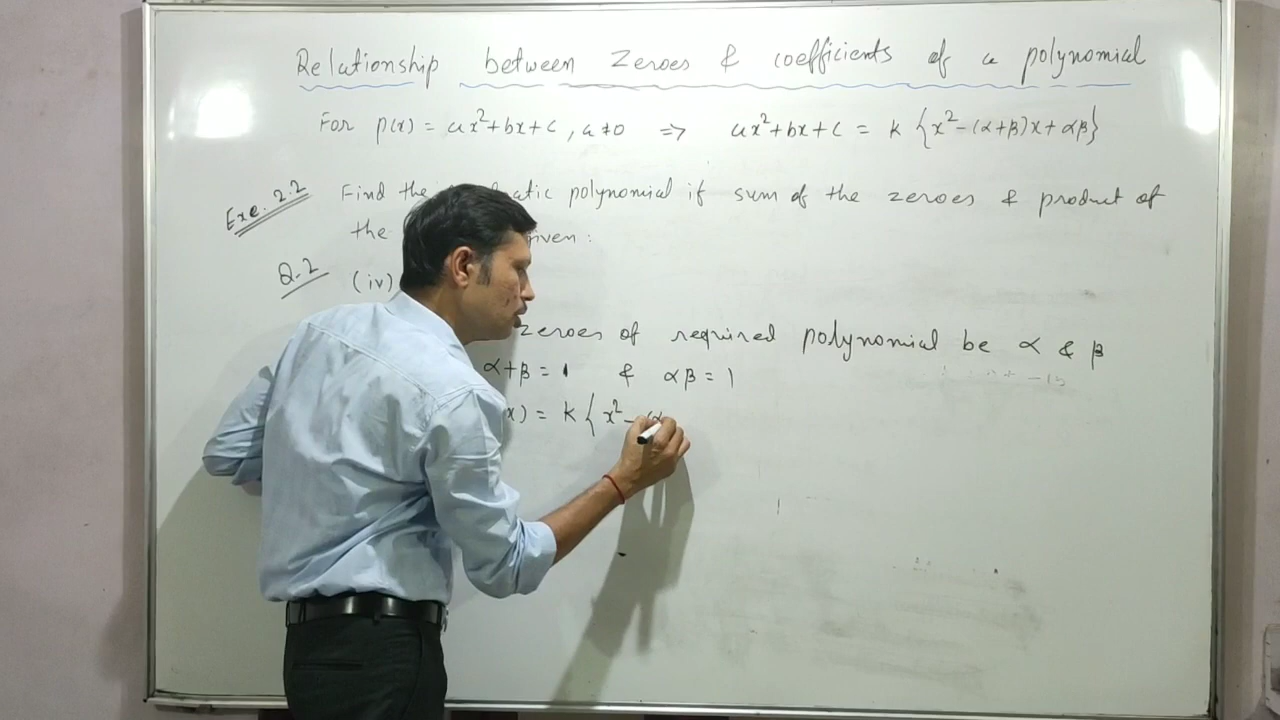 Relationship between Zeroes & coefficients of a polynomial
For p(x) = ax²+bx+c, a≠0 => ax²+bx+c = k {x²-(α+β)x+αβ}
Exe. 2.2 Find the polynomial if sum of the zeroes & product of
the :
Q.2 (iv)
zeroes of required polynomial be α & β
α+β = 1 & αβ = 1
x) = k { x² - (α